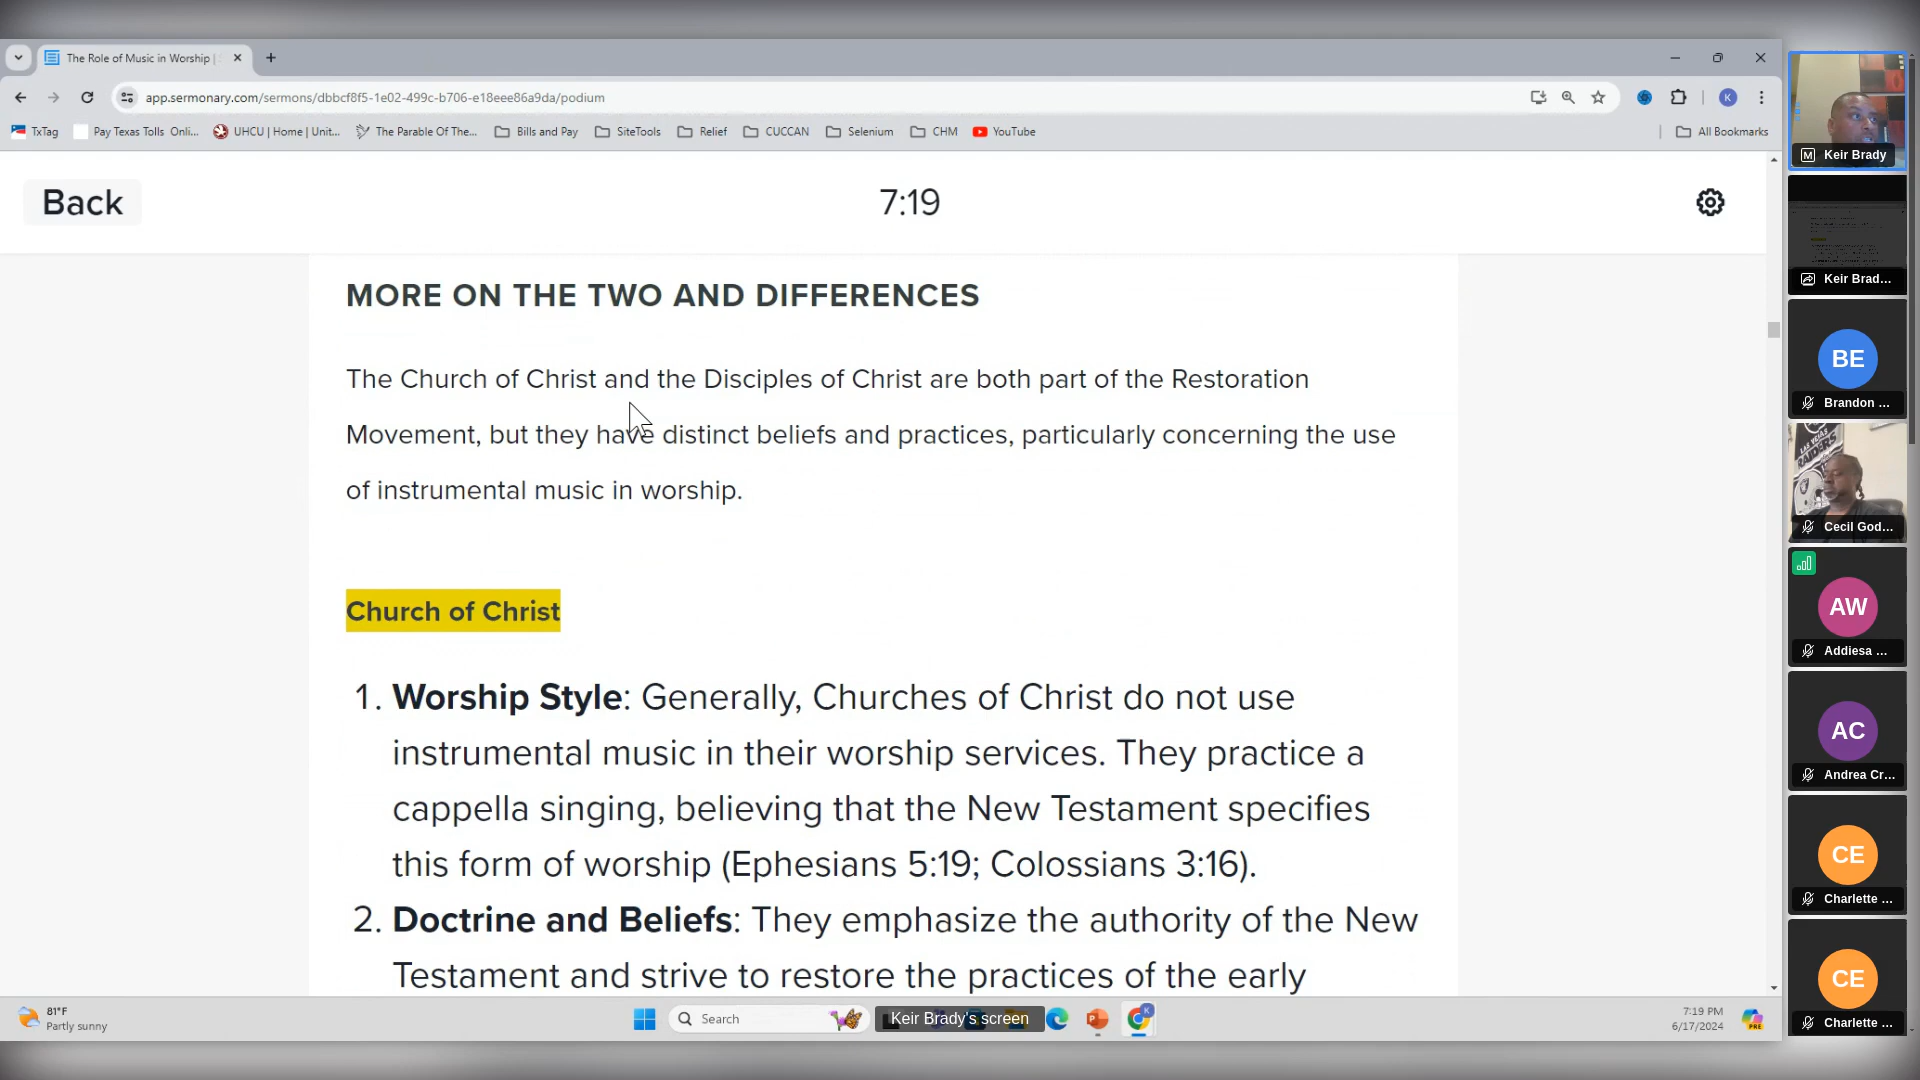 The Role of Music in Worship |
app.sermonary.com/sermons/dbbcf8f5-1e02-499c-b706-e18eee86a9da/podium
TxTag
Pay Texas Tolls Onli...
UHCU | Home | Unit...
The Parable Of The...
Bills and Pay
SiteTools
Relief
CUCCAN
Selenium
CHM
YouTube
All Bookmarks
Back
7:19
MORE ON THE TWO AND DIFFERENCES
The Church of Christ and the Disciples of Christ are both part of the Restoration
Movement, but they have distinct beliefs and practices, particularly concerning the use
of instrumental music in worship.
Church of Christ
1. Worship Style: Generally, Churches of Christ do not use
instrumental music in their worship services. They practice a
cappella singing, believing that the New Testament specifies
this form of worship (Ephesians 5:19; Colossians 3:16).
2. Doctrine and Beliefs: They emphasize the authority of the New
Testament and strive to restore the practices of the early
81°F
Partly sunny
Search
Keir Brady's screen
7:19 PM
6/17/2024
PRE
K
K
M Keir Brady
Keir Brad...
BE
Brandon ...
Cecil God...
AW
Addiesa ...
AC
Andrea Cr...
CE
Charlette ...
CE
Charlette ...